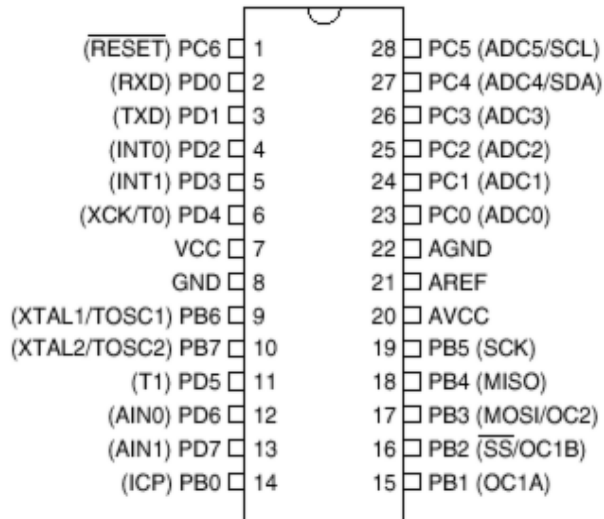 (RESET) PC6 1 28 PC5 (ADC5/SCL)
(RXD) PD0 2 27 PC4 (ADC4/SDA)
(TXD) PD1 3 26 PC3 (ADC3)
(INT0) PD2 4 25 PC2 (ADC2)
(INT1) PD3 5 24 PC1 (ADC1)
(XCK/T0) PD4 6 23 PC0 (ADC0)
VCC 7 22 AGND
GND 8 21 AREF
(XTAL1/TOSC1) PB6 9 20 AVCC
(XTAL2/TOSC2) PB7 10 19 PB5 (SCK)
(T1) PD5 11 18 PB4 (MISO)
(AIN0) PD6 12 17 PB3 (MOSI/OC2)
(AIN1) PD7 13 16 PB2 (SS/OC1B)
(ICP) PB0 14 15 PB1 (OC1A)